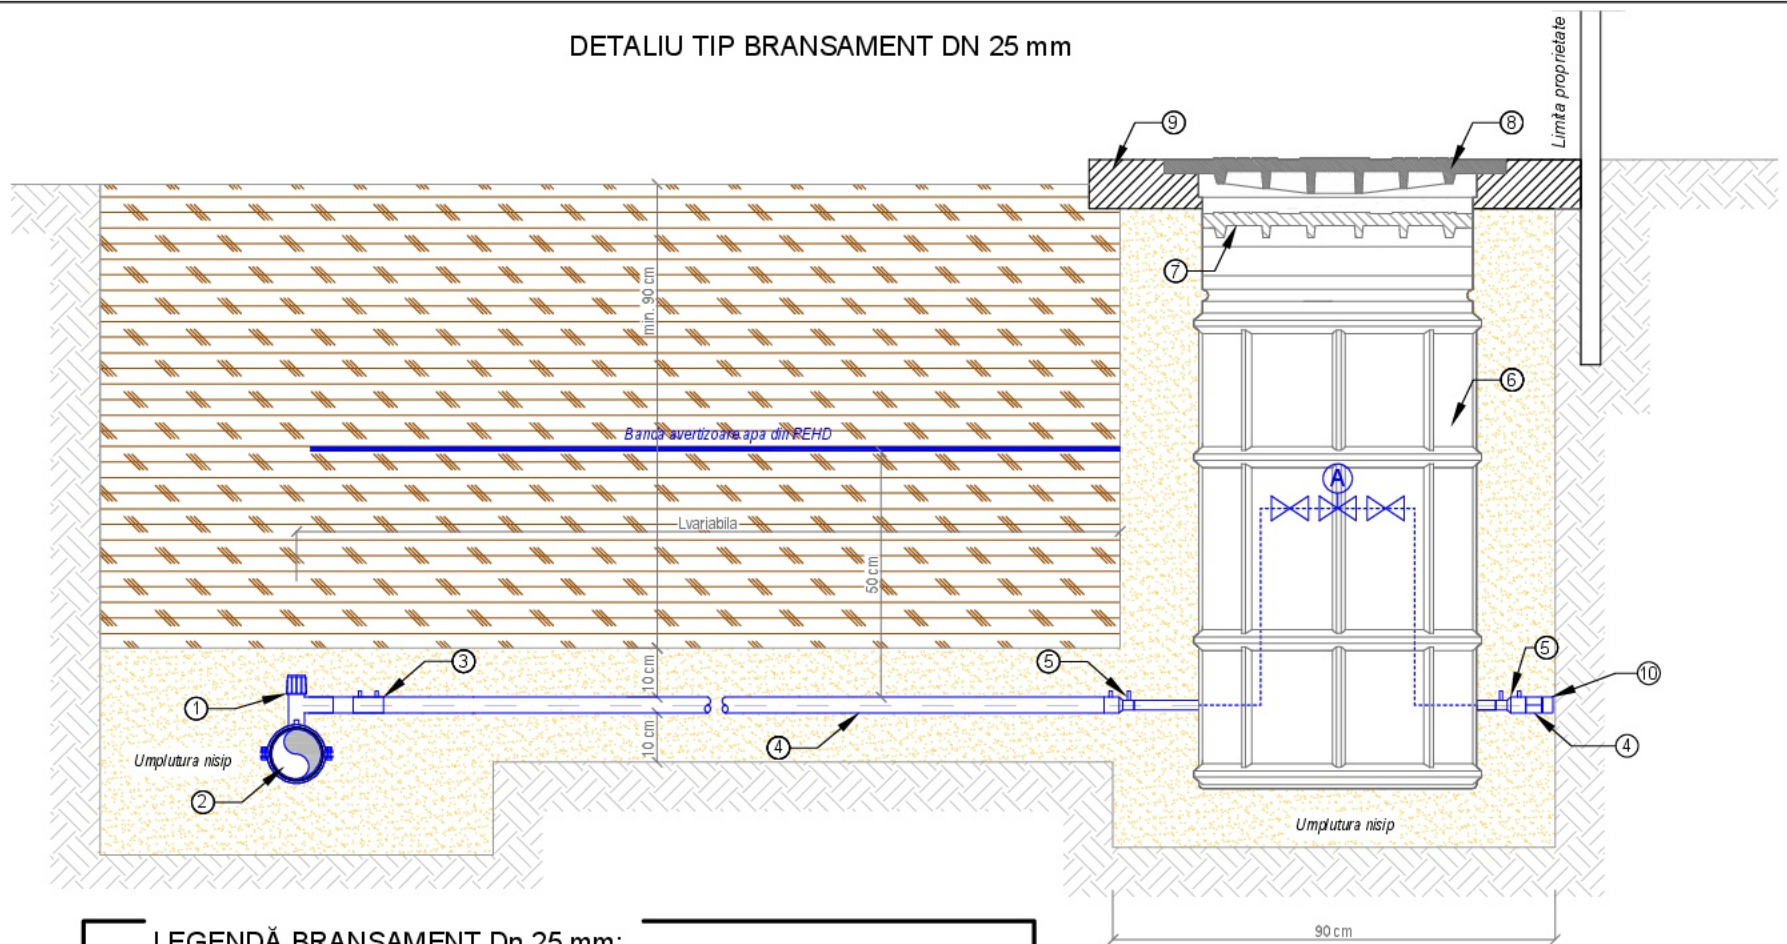 DETALIU TIP BRANSAMENT DN 25 mm
Limita proprietate
9
8
7
min. 90 cm
6
Banda avertizoare apa din PEHD
A
Lvariabila
50 cm
3
10 cm
5
5
10
1
4
4
10 cm
Umplutura nisip
2
Umplutura nisip
90 cm
LEGENDĂ BRANSAMENT Dn 25 mm: